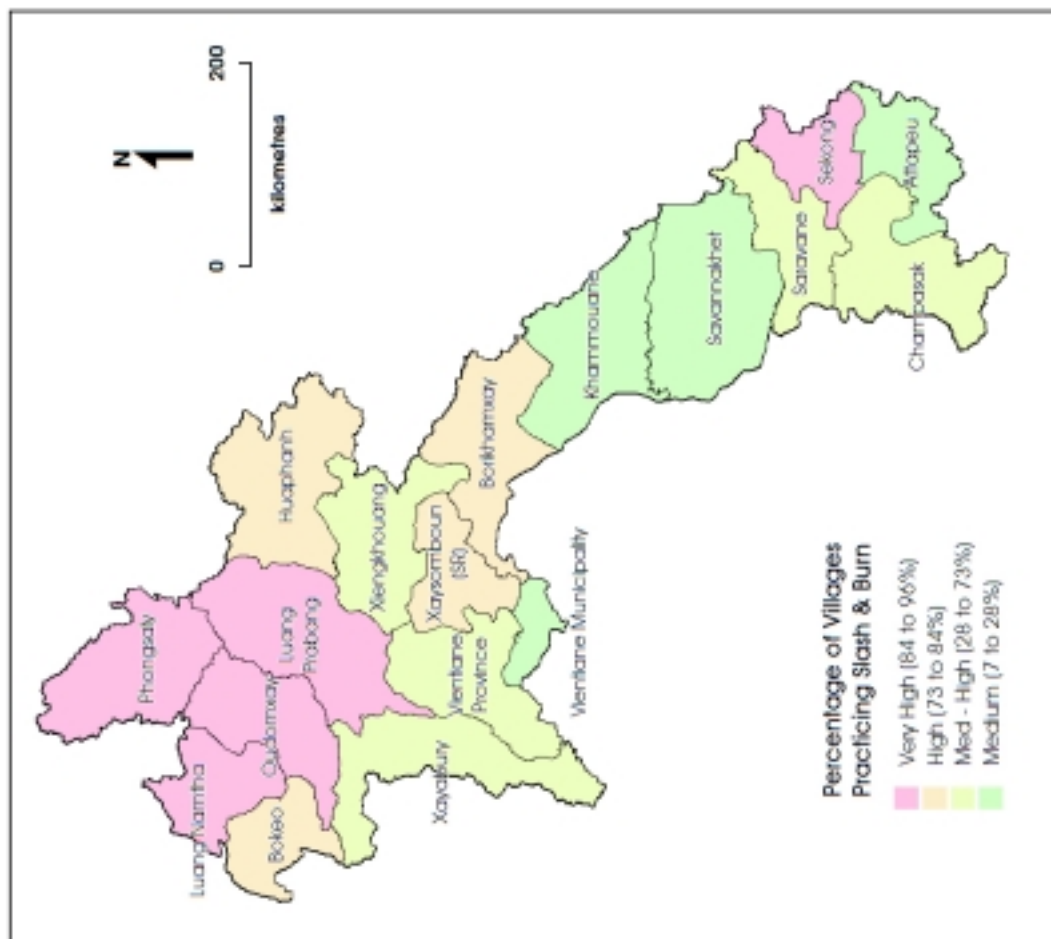 N
0 200
kilometres
Phongsaly
Luang Namtha
Oudomxay
Bokeo
Luang
Prabang
Huaphanh
Xayabury
Xiengkhouang
Vientiane
Province
Xaysomboun
(SR)
Borikhamxay
Vientiane Municipality
Khammouane
Savannakhet
Saravane
Sekong
Champasak
Attapeu
Percentage of Villages
Practicing Slash & Burn
Very High (84 to 96%)
High (73 to 84%)
Med - High (28 to 73%)
Medium (7 to 28%)